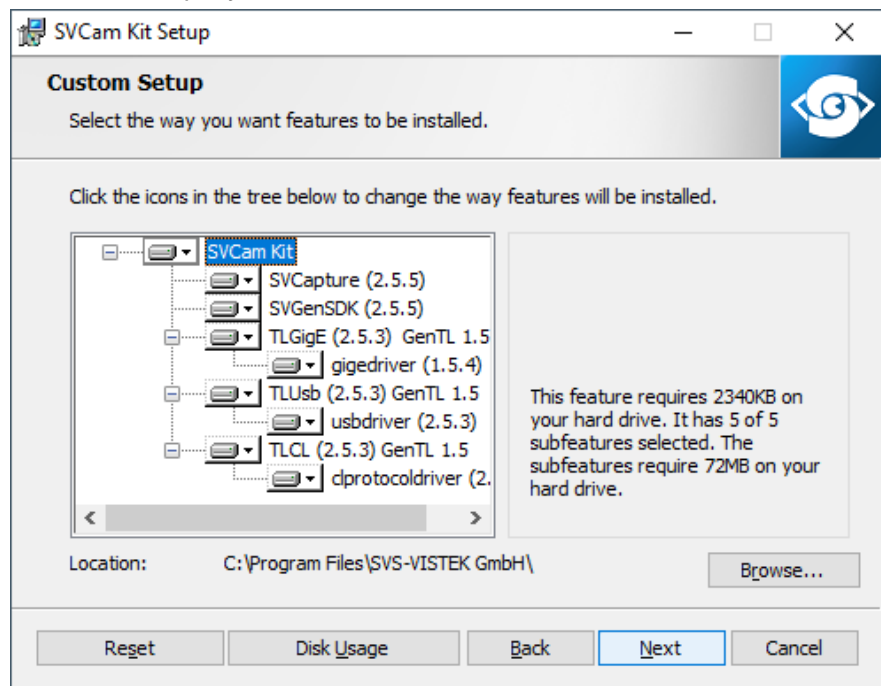 SVCam Kit Setup
Custom Setup
Select the way you want features to be installed.
Click the icons in the tree below to change the way features will be installed.
SVCam Kit
SVCapture (2.5.5)
SVGenSDK (2.5.5)
TLGigE (2.5.3) GenTL 1.5
gigedriver (1.5.4)
TLUsb (2.5.3) GenTL 1.5
usbdriver (2.5.3)
TLCL (2.5.3) GenTL 1.5
clprotocoldriver (2.
This feature requires 2340KB on
your hard drive. It has 5 of 5
subfeatures selected. The
subfeatures require 72MB on your
hard drive.
Location: C:\Program Files\SVS-VISTEK GmbH\
Browse...
Reset Disk Usage Back Next Cancel